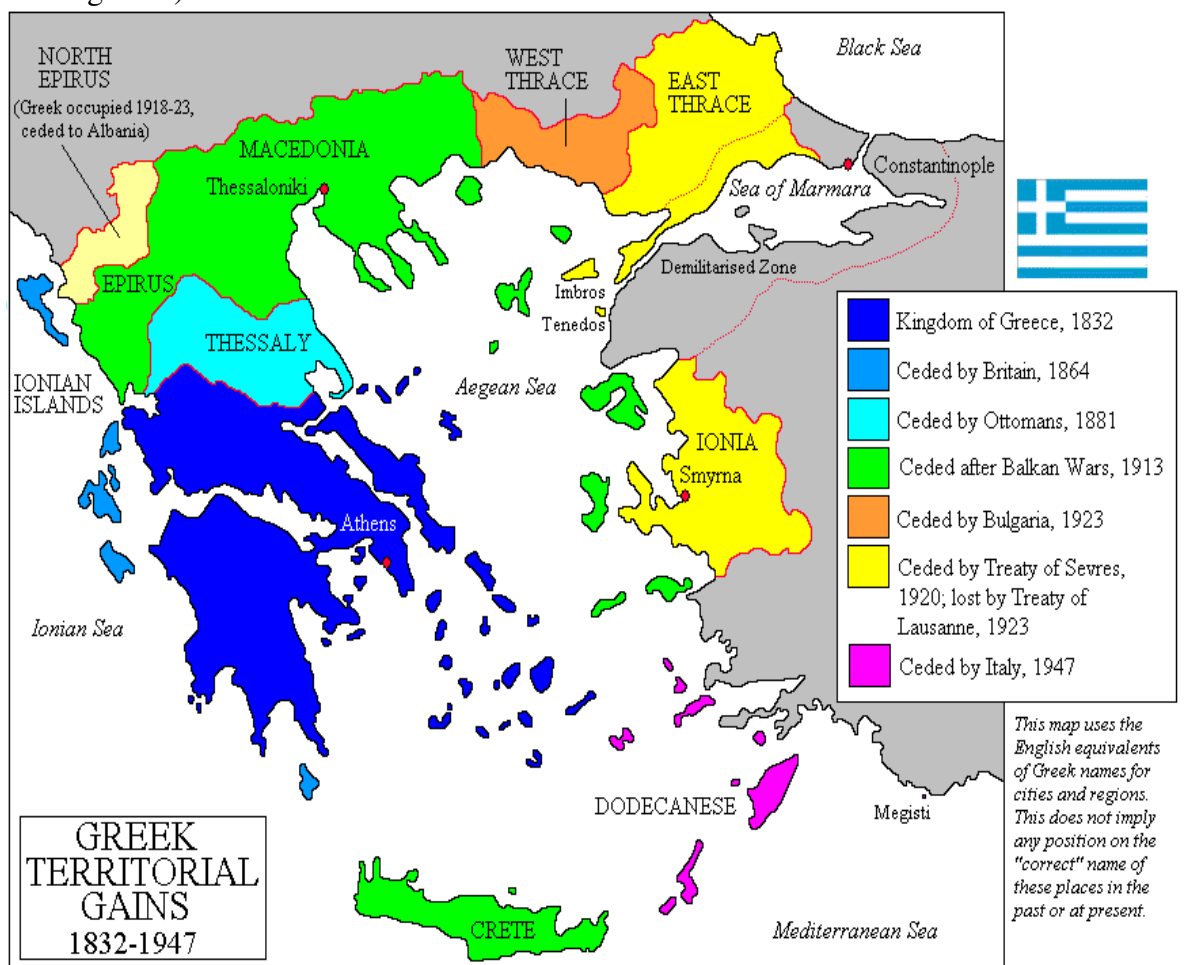 NORTH
EPIRUS
(Greek occupied 1918-23,
ceded to Albania)
WEST
THRACE
EAST
THRACE
Black Sea
MACEDONIA
Thessaloniki
Constantinople
Sea of Marmara
Demilitarised Zone
EPIRUS
Imbros
Tenedos
THESSALY
IONIAN
ISLANDS
Aegean Sea
IONIA
Smyrna
Athens
Ionian Sea
DODECANESE
Megisti
CRETE
Mediterranean Sea
GREEK
TERRITORIAL
GAINS
1832-1947
Kingdom of Greece, 1832
Ceded by Britain, 1864
Ceded by Ottomans, 1881
Ceded after Balkan Wars, 1913
Ceded by Bulgaria, 1923
Ceded by Treaty of Sevres,
1920; lost by Treaty of
Lausanne, 1923
Ceded by Italy, 1947
This map uses the
English equivalents
of Greek names for
cities and regions.
This does not imply
any position on the
"correct" name of
these places in the
past or at present.